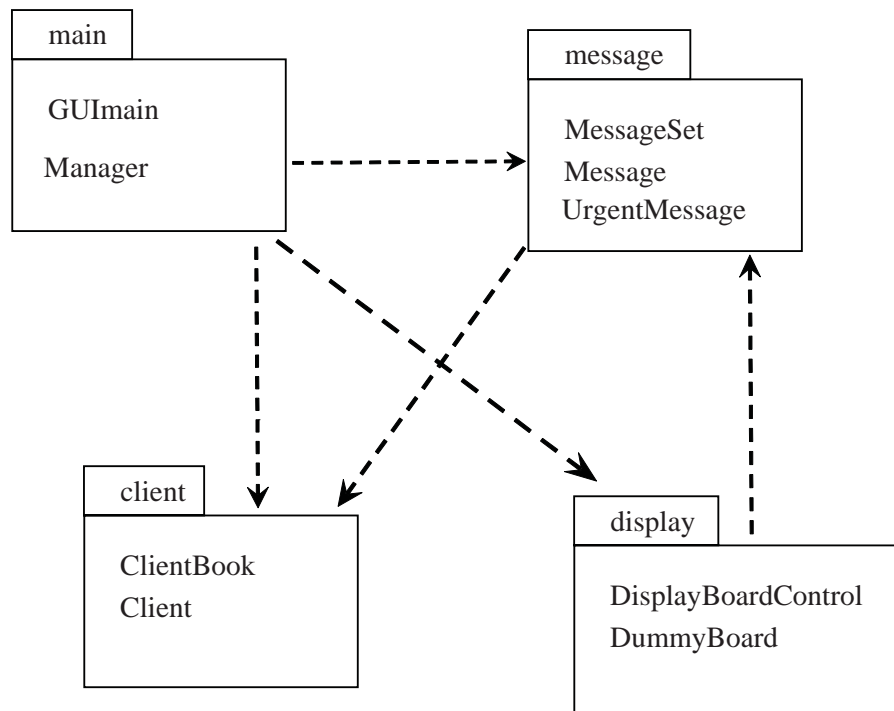 main
GUImain
Manager
message
MessageSet
Message
UrgentMessage
client
ClientBook
Client
display
DisplayBoardControl
DummyBoard